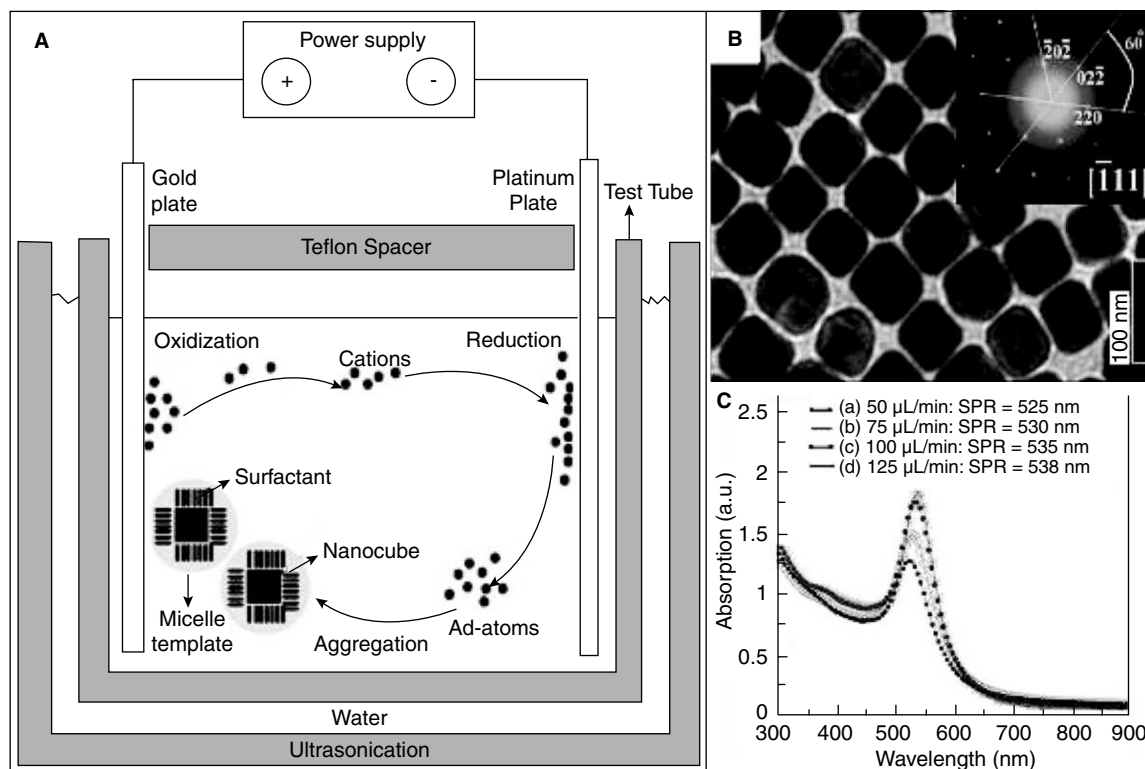 A
Power supply
+
-
Gold
plate
Platinum
Plate
Test Tube
Teflon Spacer
Oxidization
Cations
Reduction
Surfactant
Nanocube
Micelle
template
Aggregation
Ad-atoms
Water
Ultrasonication
B
2̅02̅
022̅
2̅2̅0
60°
[1̅11]
100 nm
C
(a) 50 µL/min: SPR = 525 nm
(b) 75 µL/min: SPR = 530 nm
(c) 100 µL/min: SPR = 535 nm
(d) 125 µL/min: SPR = 538 nm
2.5
2
1.5
1
0.5
0
Absorption (a.u.)
300 400 500 600 700 800 900
Wavelength (nm)